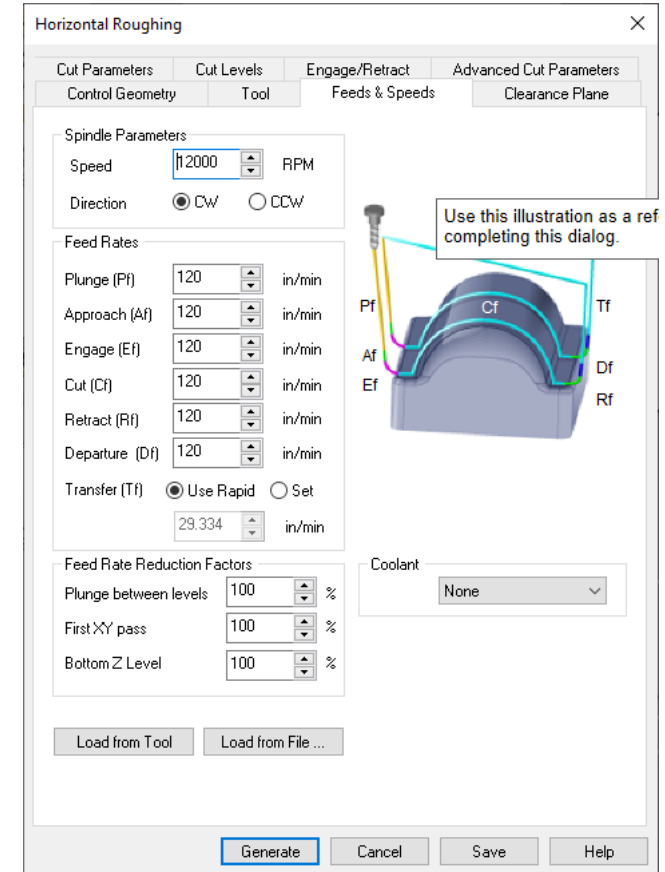 Horizontal Roughing
Cut Parameters Cut Levels Engage/Retract Advanced Cut Parameters
Control Geometry Tool Feeds & Speeds Clearance Plane
Spindle Parameters
Speed 12000 RPM
Direction CW CCW
Use this illustration as a
completing this dialog.
Feed Rates
Plunge (Pf) 120 in/min
Approach (Af) 120 in/min
Engage (Ef) 120 in/min
Cut (Cf) 120 in/min
Retract (Rf) 120 in/min
Departure (Df) 120 in/min
Transfer (Tf) Use Rapid Set
29.334 in/min
Pf Cf Tf
Af Df
Ef Rf
Feed Rate Reduction Factors
Plunge between levels 100 %
First XY pass 100 %
Bottom Z Level 100 %
Coolant
None
Load from Tool Load from File ...
Generate Cancel Save Help